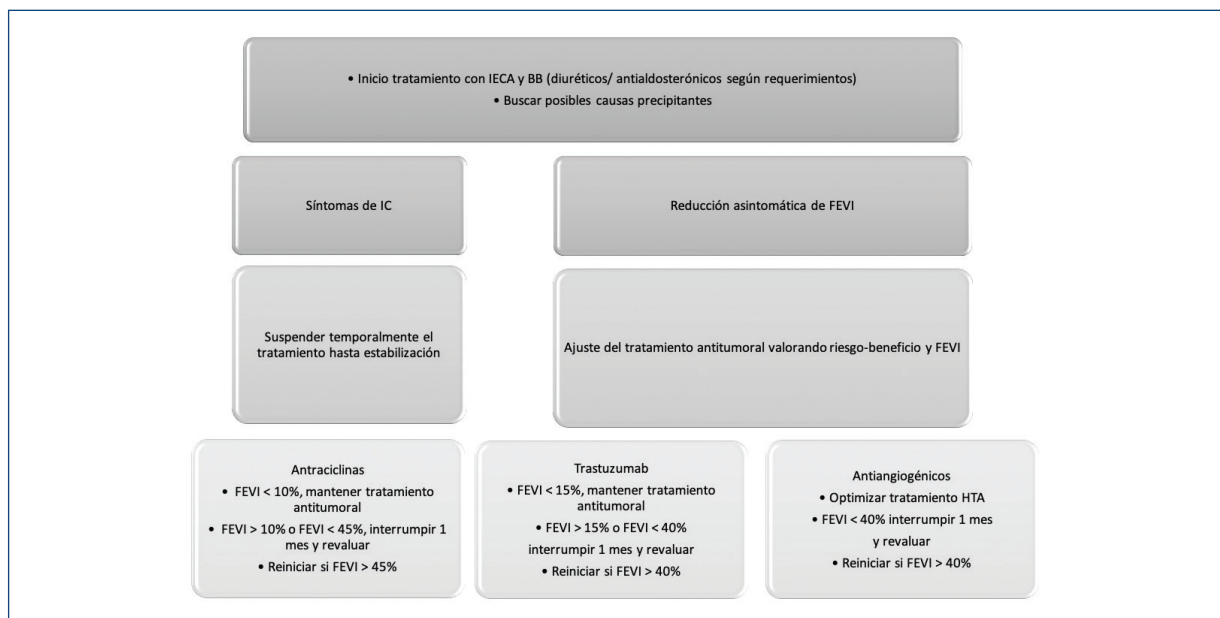 • Inicio tratamiento con IECA y BB (diuréticos/ antialdosterónicos según requerimientos)
• Buscar posibles causas precipitantes
Síntomas de IC
Reducción asintomática de FEVI
Suspender temporalmente el
tratamiento hasta estabilización
Ajuste del tratamiento antitumoral valorando riesgo-beneficio y FEVI
Antraciclinas
• FEVI < 10%, mantener tratamiento
antitumoral
• FEVI > 10% o FEVI < 45%, interrumpir 1
mes y revaluar
• Reiniciar si FEVI > 45%
Trastuzumab
• FEVI < 15%, mantener tratamiento
antitumoral
• FEVI > 15% o FEVI < 40%
interrumpir 1 mes y revaluar
• Reiniciar si FEVI > 40%
Antiangiogénicos
• Optimizar tratamiento HTA
• FEVI < 40% interrumpir 1 mes
y revaluar
• Reiniciar si FEVI > 40%